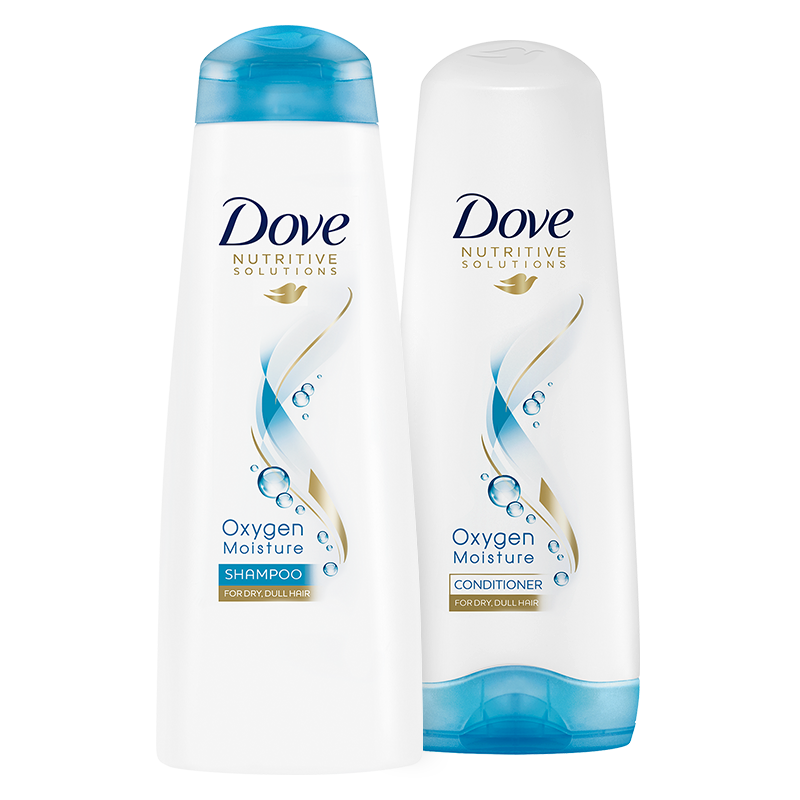 Dove
NUTRITIVE
SOLUTIONS
Oxygen
Moisture
SHAMPOO
FOR DRY, DULL HAIR
Dove
NUTRITIVE
SOLUTIONS
Oxygen
Moisture
CONDITIONER
FOR DRY, DULL HAIR